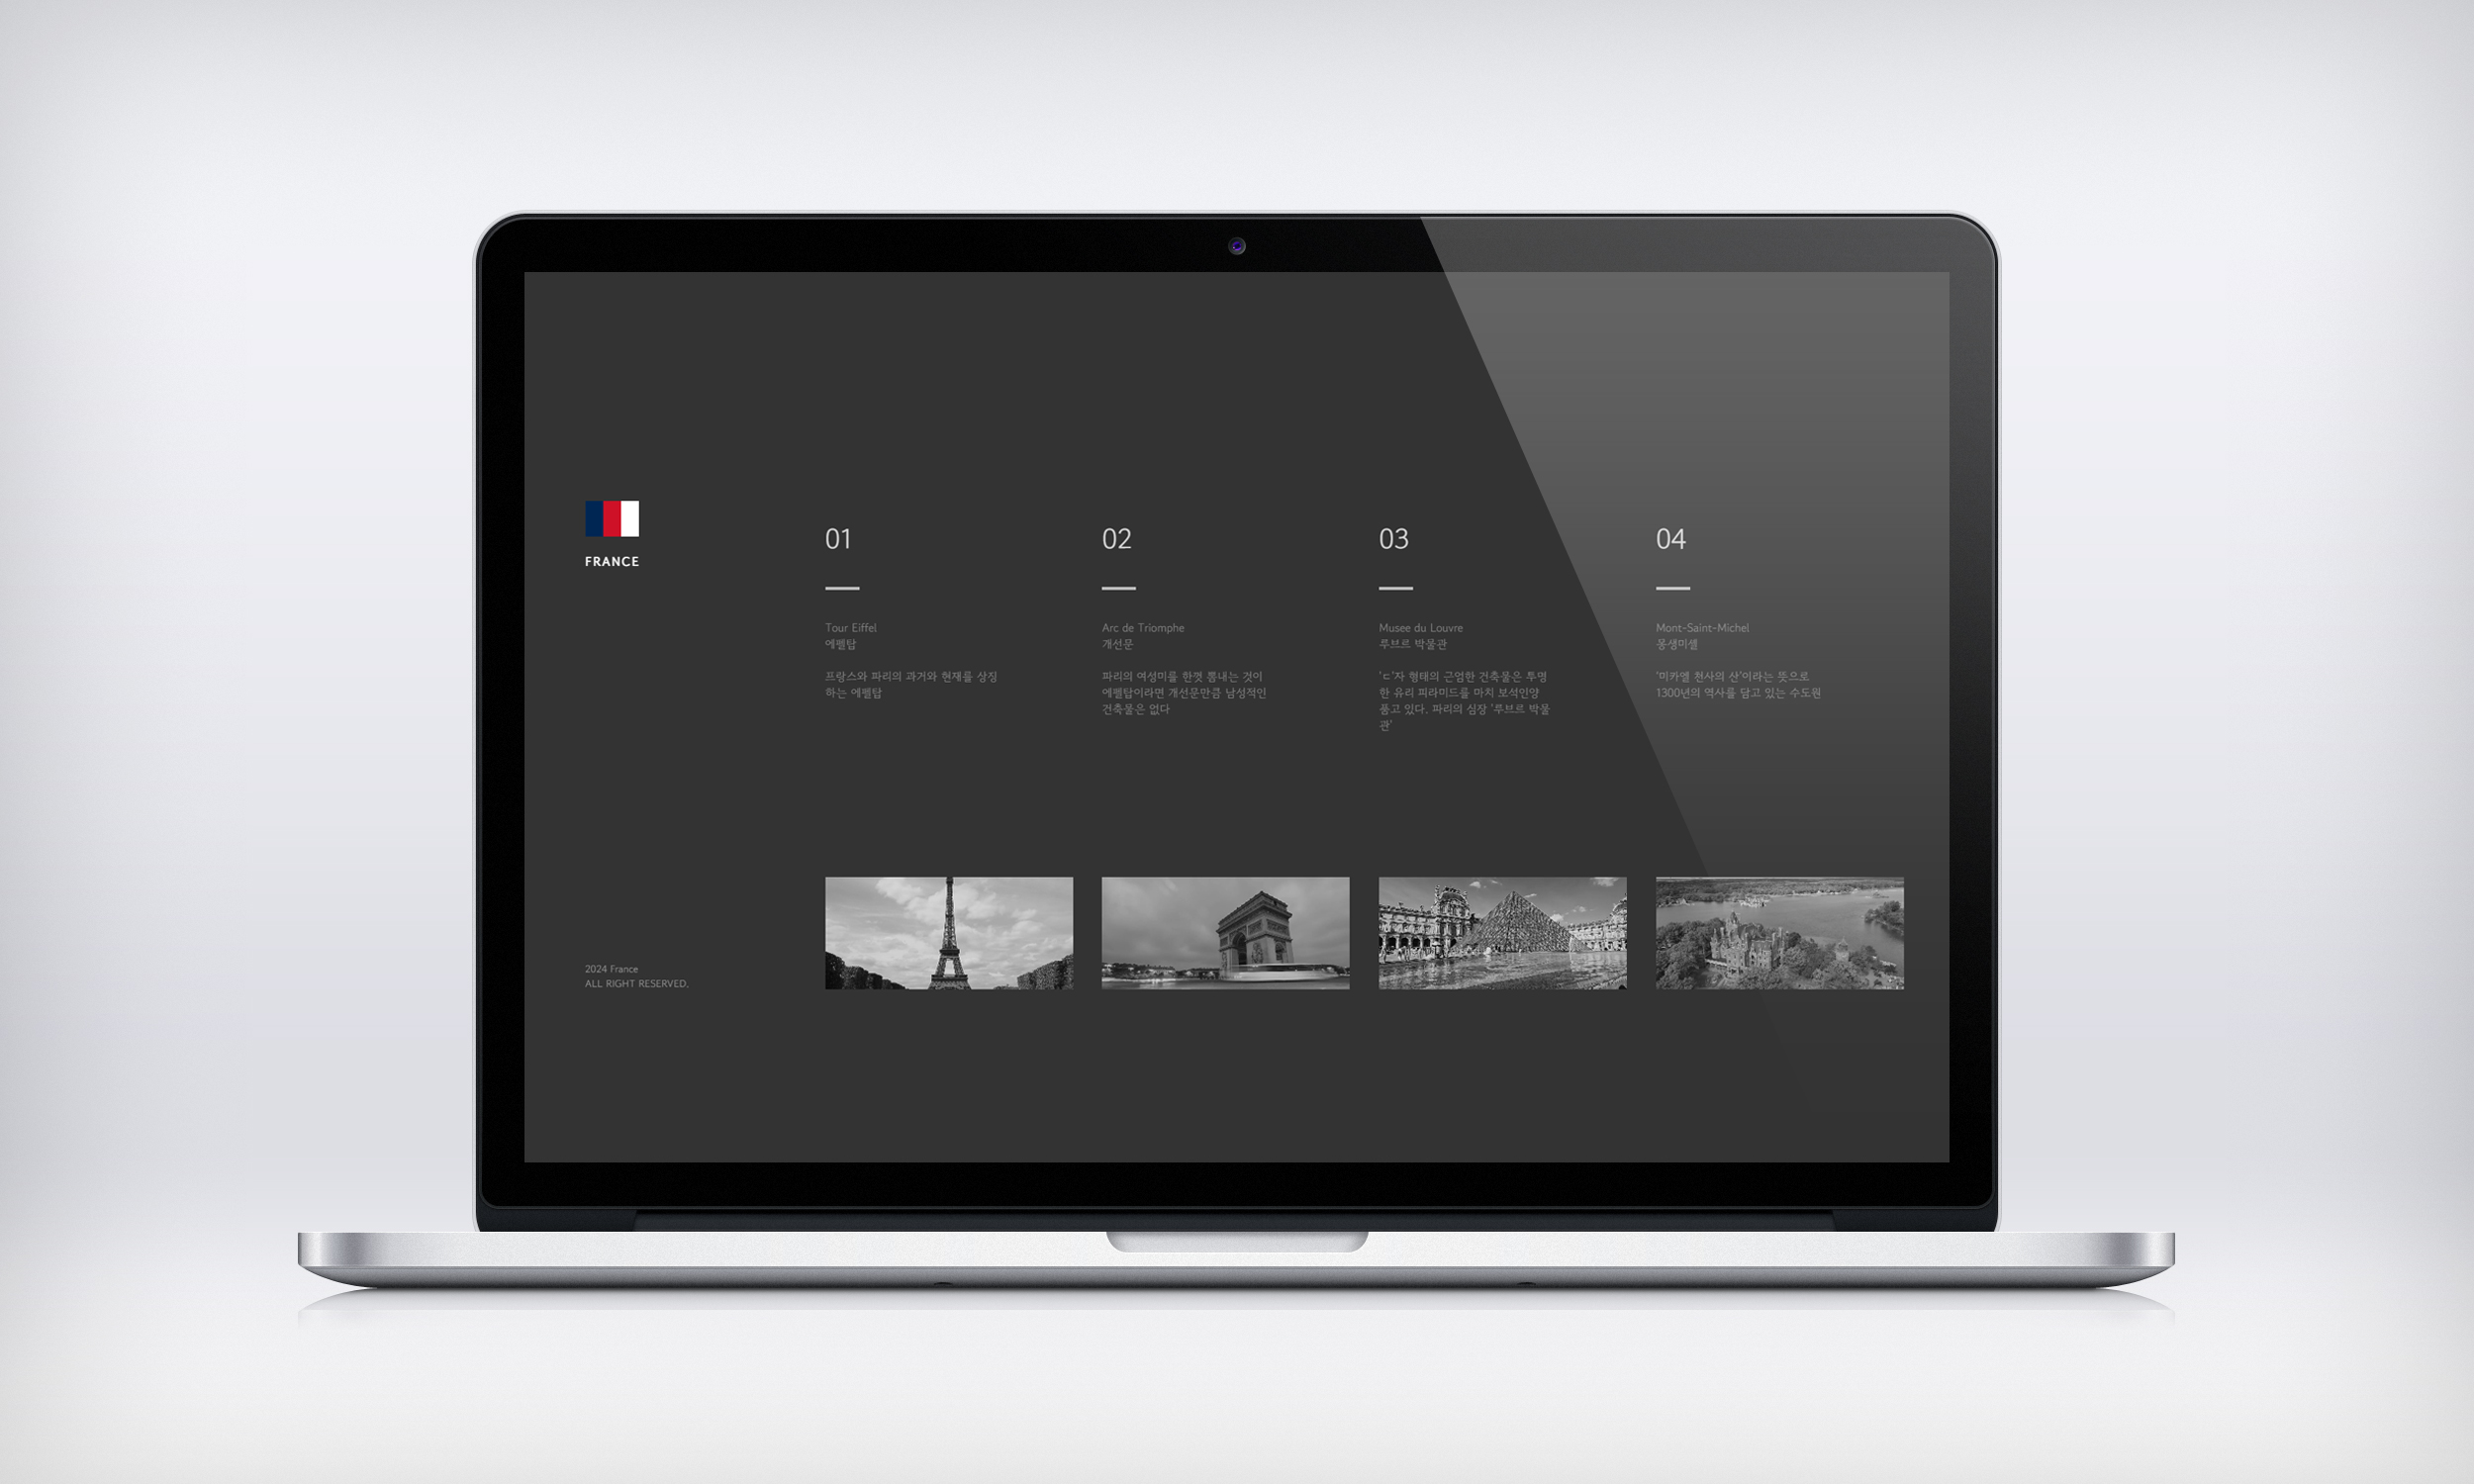 FRANCE
01
Tour Eiffel
에펠탑
프랑스와 파리의 과거와 현재를 상징
하는 에펠탑
02
Arc de Triomphe
개선문
파리의 여성미를 한껏 뽐내는 것이
에펠탑이라면 개선문만큼 남성적인
건축물은 없다
03
Musee du Louvre
루브르 박물관
'ㄷ'자 형태의 근엄한 건축물은 투명
한 유리 피라미드를 마치 보석인양
품고 있다. 파리의 심장 '루브르 박물
관'
04
Mont-Saint-Michel
몽생미셸
'미카엘 천사의 산'이라는 뜻으로
1300년의 역사를 담고 있는 수도원
2024 France
ALL RIGHT RESERVED.